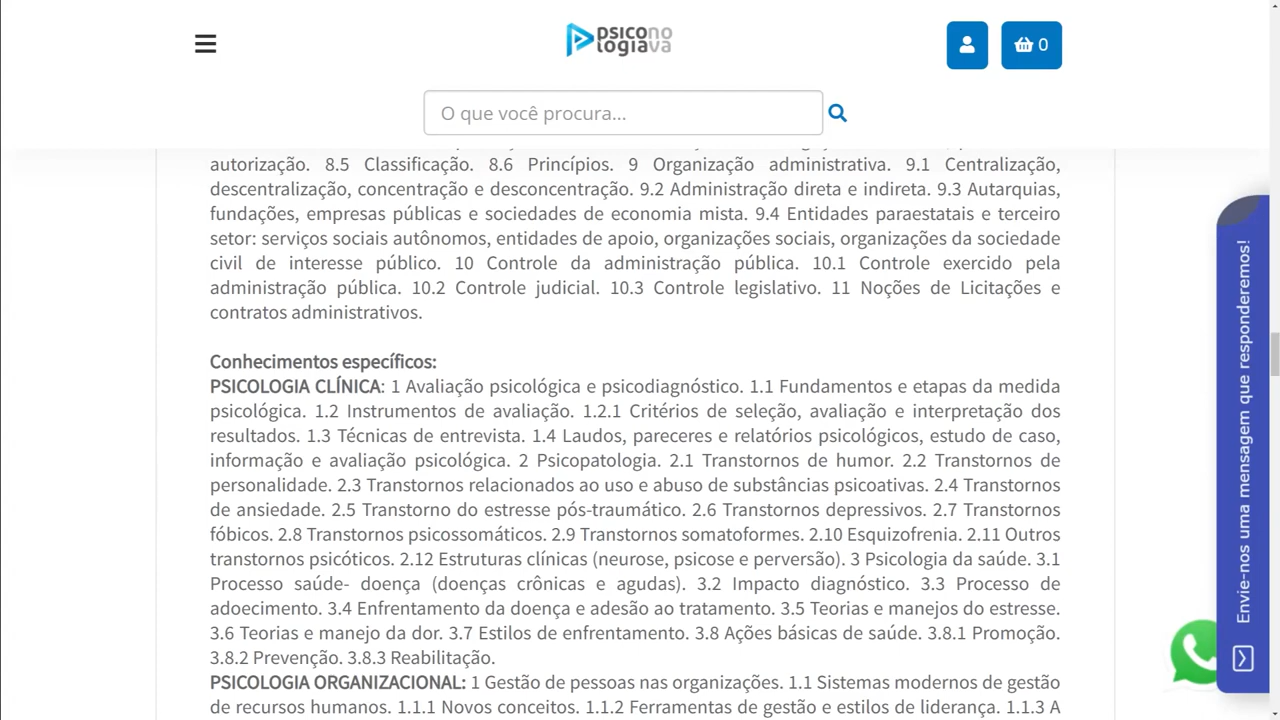 psicono
logiava
0
O que você procura...
autorização. 8.5 Classificação. 8.6 Princípios. 9 Organização administrativa. 9.1 Centralização,
descentralização, concentração e desconcentração. 9.2 Administração direta e indireta. 9.3 Autarquias,
fundações, empresas públicas e sociedades de economia mista. 9.4 Entidades paraestatais e terceiro
setor: serviços sociais autônomos, entidades de apoio, organizações sociais, organizações da sociedade
civil de interesse público. 10 Controle da administração pública. 10.1 Controle exercido pela
administração pública. 10.2 Controle judicial. 10.3 Controle legislativo. 11 Noções de Licitações e
contratos administrativos.
Conhecimentos específicos:
PSICOLOGIA CLÍNICA: 1 Avaliação psicológica e psicodiagnóstico. 1.1 Fundamentos e etapas da medida
psicológica. 1.2 Instrumentos de avaliação. 1.2.1 Critérios de seleção, avaliação e interpretação dos
resultados. 1.3 Técnicas de entrevista. 1.4 Laudos, pareceres e relatórios psicológicos, estudo de caso,
informação e avaliação psicológica. 2 Psicopatologia. 2.1 Transtornos de humor. 2.2 Transtornos de
personalidade. 2.3 Transtornos relacionados ao uso e abuso de substâncias psicoativas. 2.4 Transtornos
de ansiedade. 2.5 Transtorno do estresse pós-traumático. 2.6 Transtornos depressivos. 2.7 Transtornos
fóbicos. 2.8 Transtornos psicossomáticos. 2.9 Transtornos somatoformes. 2.10 Esquizofrenia. 2.11 Outros
transtornos psicóticos. 2.12 Estruturas clínicas (neurose, psicose e perversão). 3 Psicologia da saúde. 3.1
Processo saúde- doença (doenças crônicas e agudas). 3.2 Impacto diagnóstico. 3.3 Processo de
adoecimento. 3.4 Enfrentamento da doença e adesão ao tratamento. 3.5 Teorias e manejos do estresse.
3.6 Teorias e manejo da dor. 3.7 Estilos de enfrentamento. 3.8 Ações básicas de saúde. 3.8.1 Promoção.
3.8.2 Prevenção. 3.8.3 Reabilitação.
PSICOLOGIA ORGANIZACIONAL: 1 Gestão de pessoas nas organizações. 1.1 Sistemas modernos de gestão
de recursos humanos. 1.1.1 Novos conceitos. 1.1.2 Ferramentas de gestão e estilos de liderança. 1.1.3 A
Envie-nos uma mensagem que responderemos!